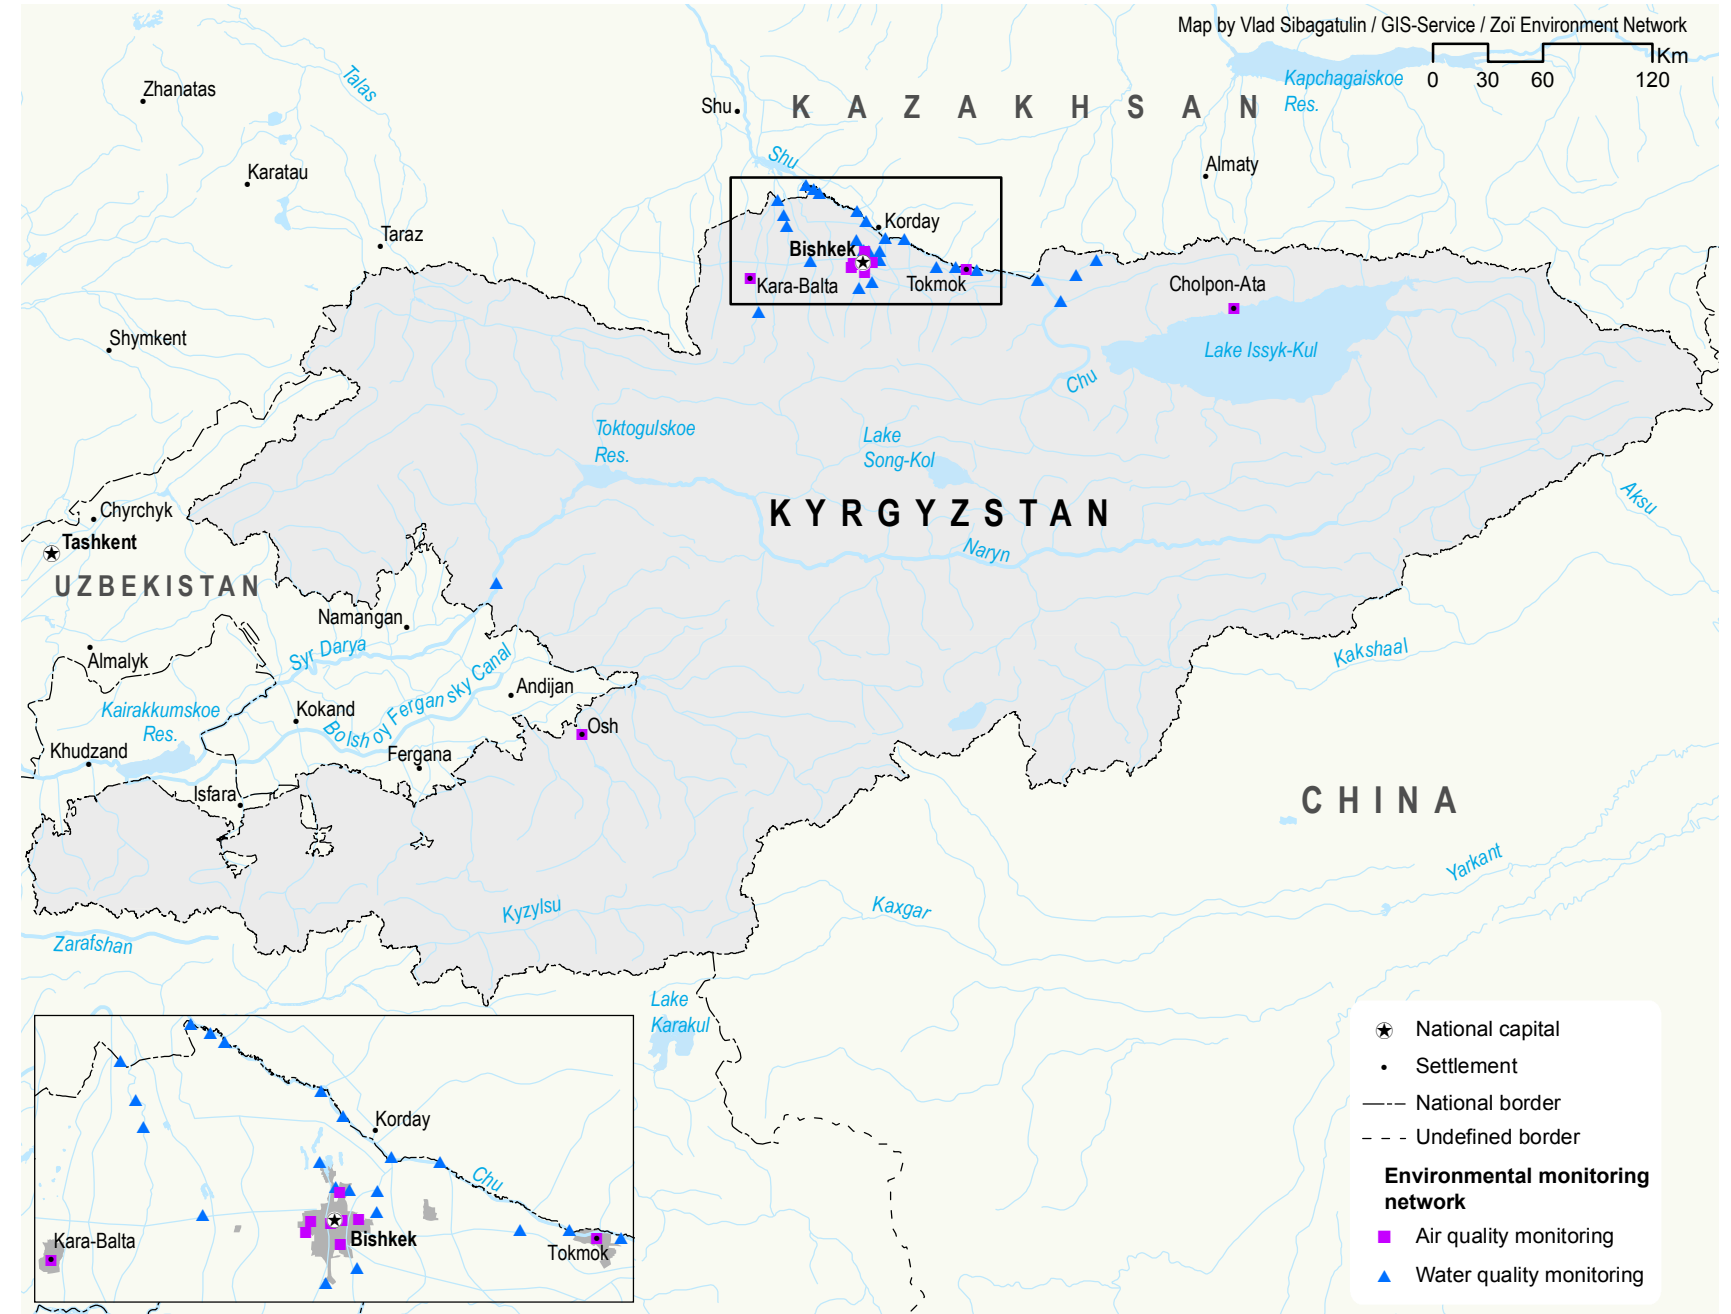 Map by Vlad Sibagatulin / GIS-Service / Zoï Environment Network
Km
0 30 60 120
Kapchagaiskoe
Res.
Zhanatas
Talas
Shu
KAZAKHSAN
Karatau
Shu
Almaty
Taraz
Korday
Bishkek
Kara-Balta
Tokmok
Cholpon-Ata
Shymkent
Lake Issyk-Kul
Chu
Toktogulskoe
Res.
Lake
Song-Kol
Chyrchyk
Tashkent
KYRGYZSTAN
Aksu
Naryn
UZBEKISTAN
Namangan
Syr Darya
Almalyk
Kakshaal
Andijan
Kairakkumskoe
Res.
Kokand
Bolshoy Fergansky Canal
Osh
Khudzand
Fergana
Isfara
CHINA
Yarkant
Kyzylsu
Kaxgar
Zarafshan
Lake
Karakul
Korday
Chu
Kara-Balta
Bishkek
Tokmok
National capital
Settlement
National border
Undefined border
Environmental monitoring
network
Air quality monitoring
Water quality monitoring